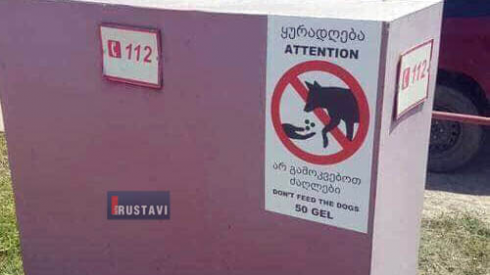 ყურადღება
ATTENTION
112
112
არ გამოკვებოთ
ძაღლები
DON'T FEED THE DOGS
50 GEL
RUSTAVI